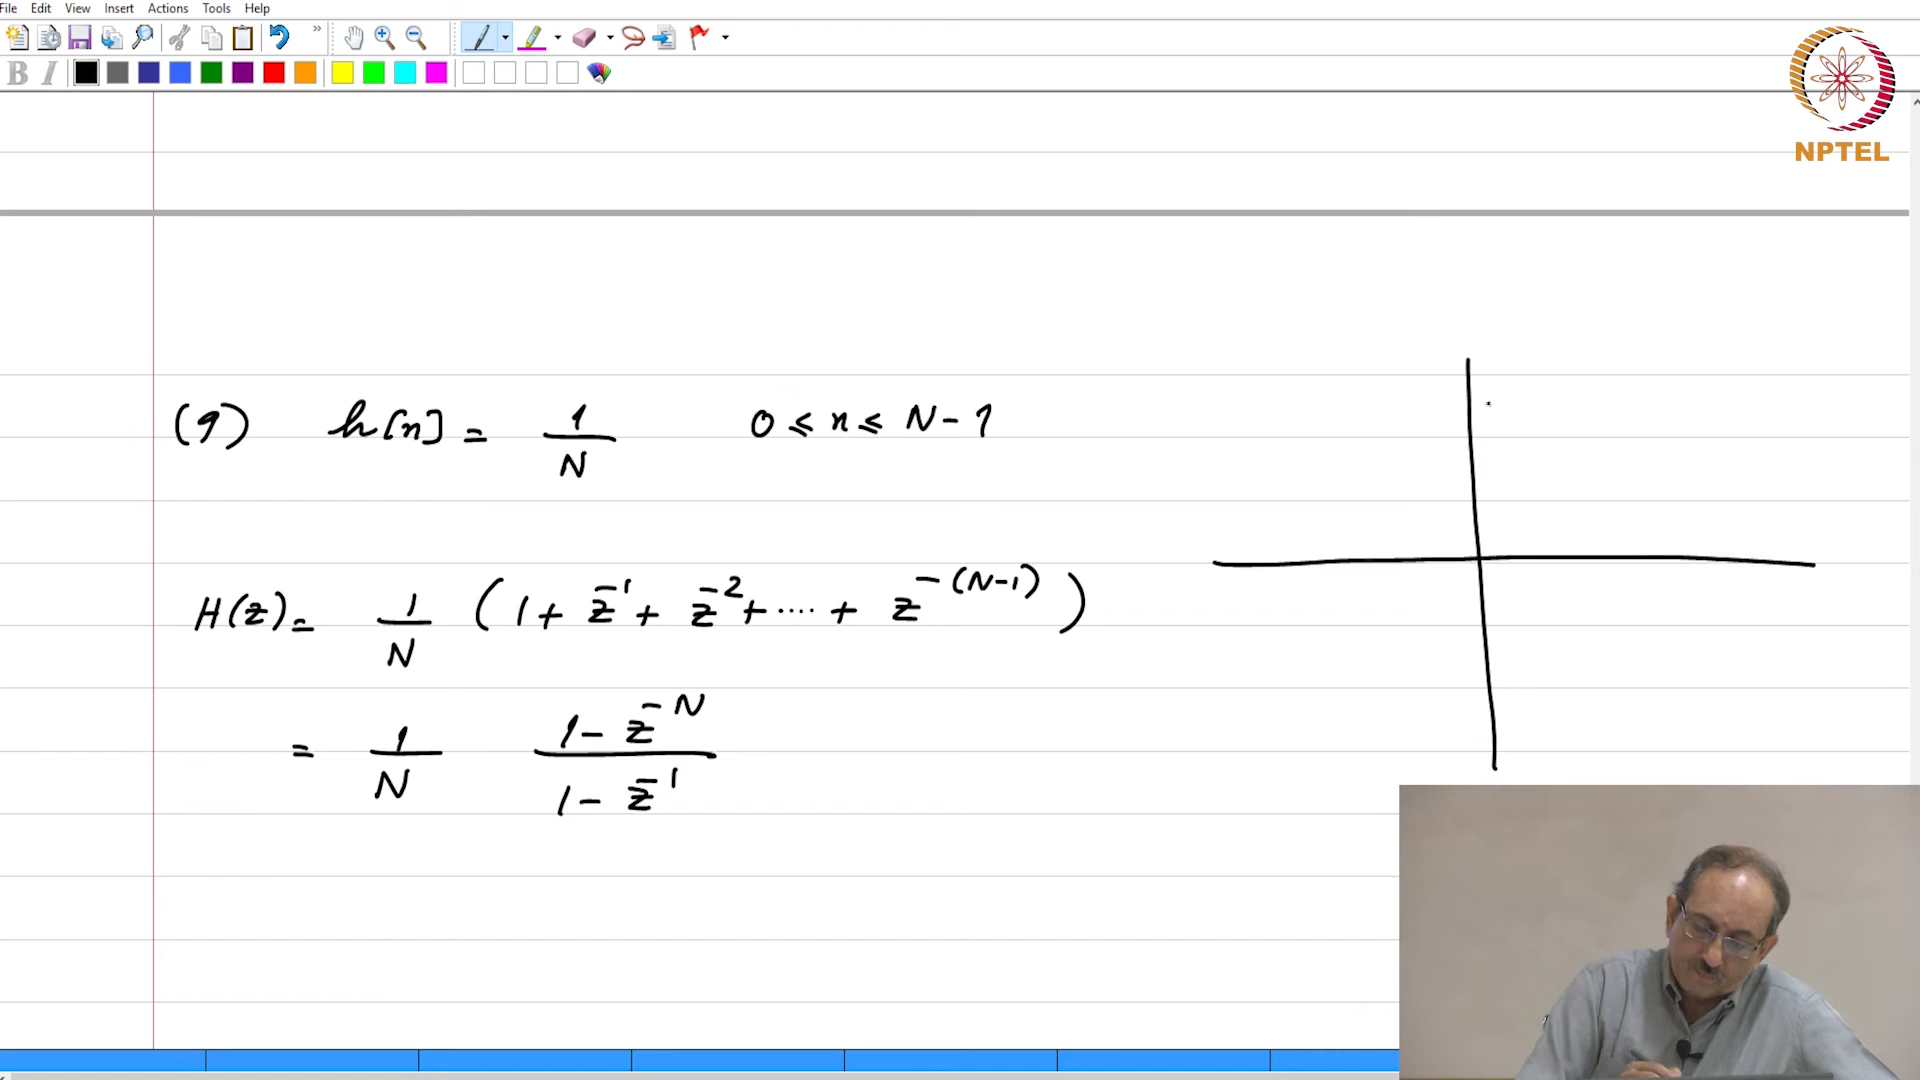 File Edit View Insert Actions Tools Help
B I
NPTEL
(9) h[n] = 1/N 0 ≤ n ≤ N-1
H(z) = 1/N (1 + z^-1 + z^-2 + .... + z^-(N-1))
= 1/N (1 - z^-N)/(1 - z^-1)